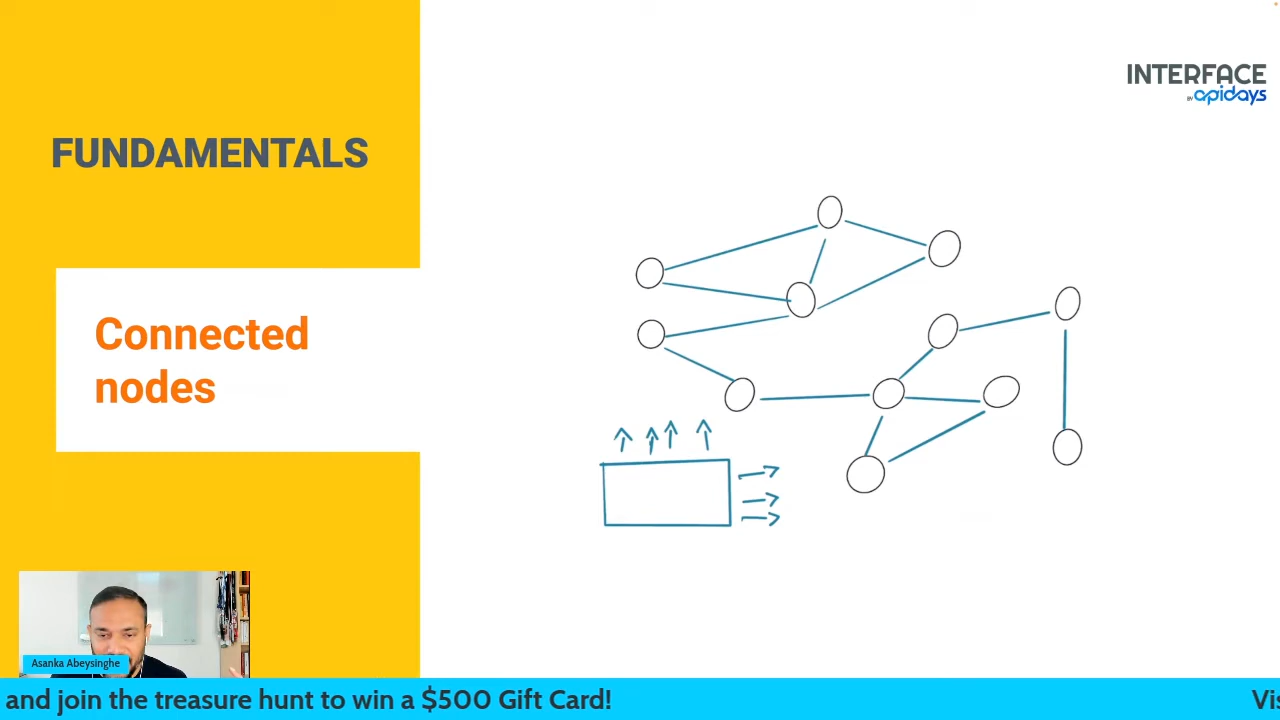 INTERFACE
BY apidays
FUNDAMENTALS
Connected
nodes
Asanka Abeysinghe
and join the treasure hunt to win a $500 Gift Card!